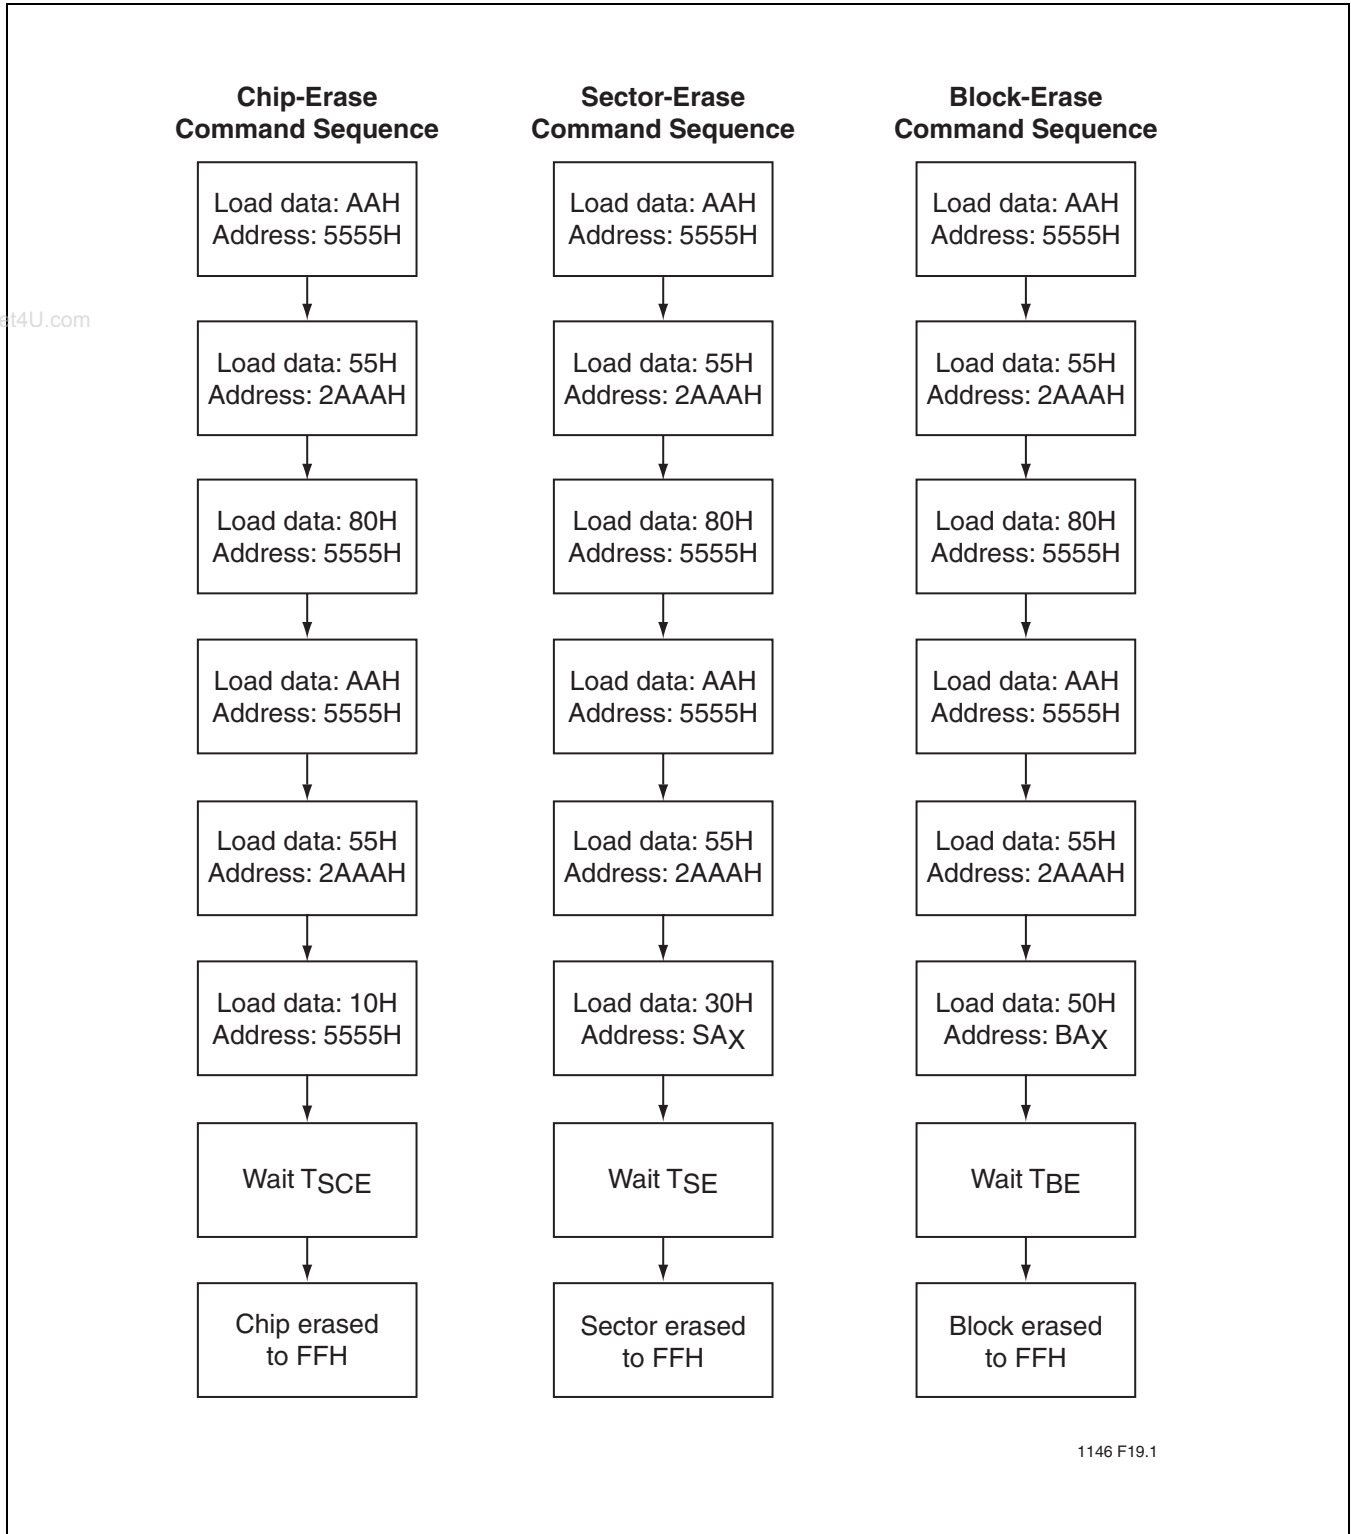 Chip-Erase
Command Sequence
Load data: AAH
Address: 5555H
Load data: 55H
Address: 2AAAH
Load data: 80H
Address: 5555H
Load data: AAH
Address: 5555H
Load data: 55H
Address: 2AAAH
Load data: 10H
Address: 5555H
Wait TSCE
Chip erased
to FFH
Sector-Erase
Command Sequence
Load data: AAH
Address: 5555H
Load data: 55H
Address: 2AAAH
Load data: 80H
Address: 5555H
Load data: AAH
Address: 5555H
Load data: 55H
Address: 2AAAH
Load data: 30H
Address: SAX
Wait TSE
Sector erased
to FFH
Block-Erase
Command Sequence
Load data: AAH
Address: 5555H
Load data: 55H
Address: 2AAAH
Load data: 80H
Address: 5555H
Load data: AAH
Address: 5555H
Load data: 55H
Address: 2AAAH
Load data: 50H
Address: BAX
Wait TBE
Block erased
to FFH
et4U.com
1146 F19.1